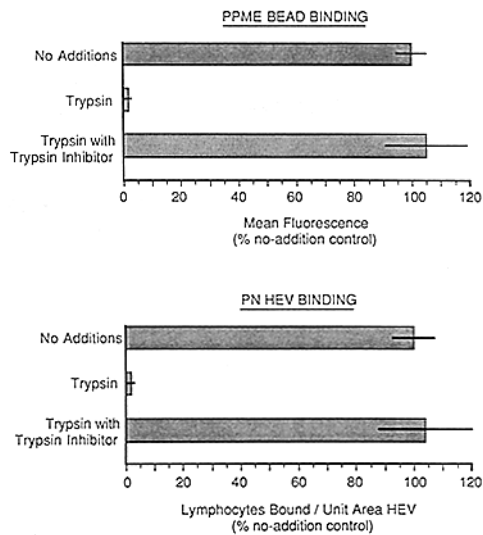 PPME BEAD BINDING
No Additions
Trypsin
Trypsin with
Trypsin Inhibitor
0 20 40 60 80 100 120
Mean Fluorescence
(% no-addition control)
PN HEV BINDING
No Additions
Trypsin
Trypsin with
Trypsin Inhibitor
0 20 40 60 80 100 120
Lymphocytes Bound / Unit Area HEV
(% no-addition control)